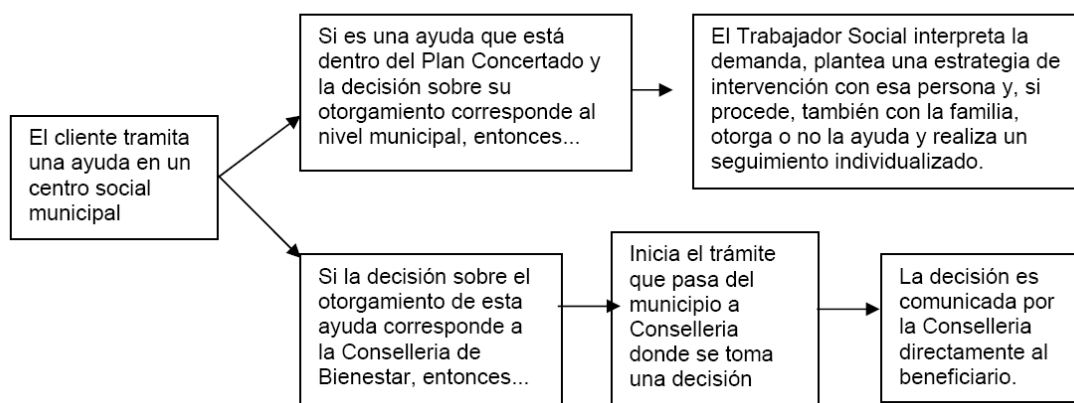 El cliente tramita
una ayuda en un
centro social
municipal
Si es una ayuda que está
dentro del Plan Concertado y
la decisión sobre su
otorgamiento corresponde al
nivel municipal, entonces...
El Trabajador Social interpreta la
demanda, plantea una estrategia de
intervención con esa persona y, si
procede, también con la familia,
otorga o no la ayuda y realiza un
seguimiento individualizado.
Si la decisión sobre el
otorgamiento de esta
ayuda corresponde a
la Conselleria de
Bienestar, entonces...
Inicia el trámite
que pasa del
municipio a
Conselleria
donde se toma
una decisión
La decisión es
comunicada por
la Conselleria
directamente al
beneficiario.